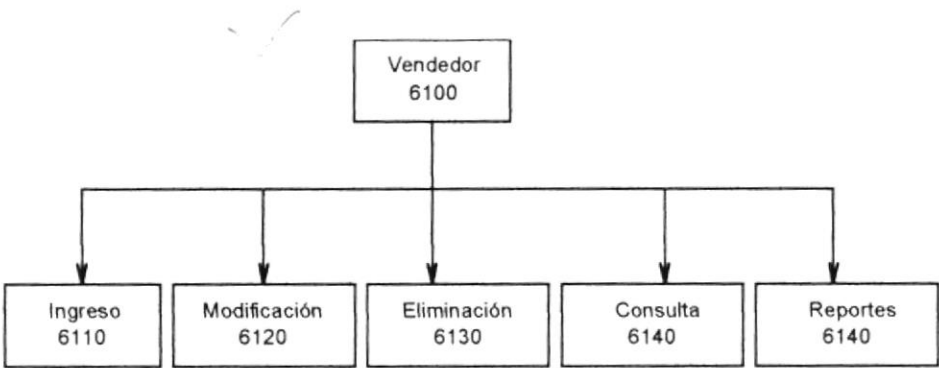 Vendedor
6100
Ingreso
6110
Modificación
6120
Eliminación
6130
Consulta
6140
Reportes
6140